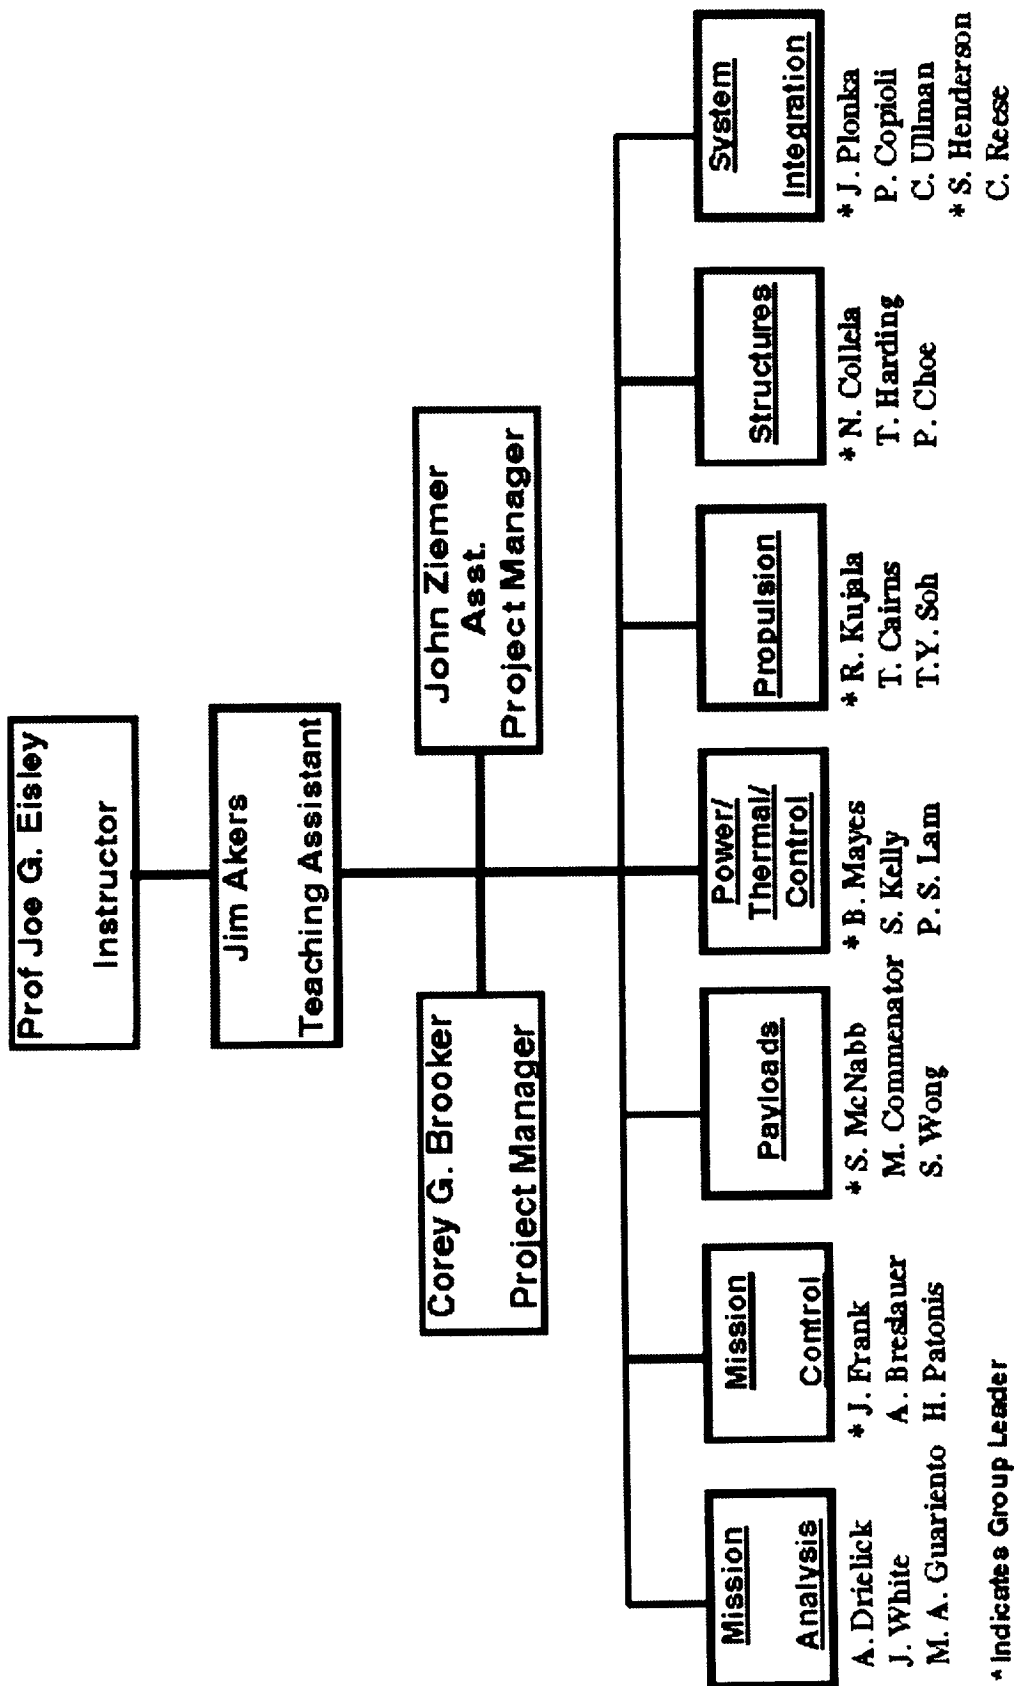 Prof Joe G. Eisley
Instructor
Jim Akers
Teaching Assistant
Corey G. Brooker
Project Manager
John Ziemer
Asst.
Project Manager
Mission
Analysis
A. Drielick
J. White
M. A. Guariento
Mission
Control
* J. Frank
A. Breslauer
H. Patonis
Payloads
* S. McNabb
M. Commenator
S. Wong
Power/
Thermal/
Control
* B. Mayes
S. Kelly
P. S. Lam
Propulsion
* R. Kujala
T. Cairns
T.Y. Soh
Structures
* N. Collela
T. Harding
P. Choe
System
Integration
* J. Plonka
P. Copioli
C. Ullman
* S. Henderson
C. Reese
* Indicates Group Leader